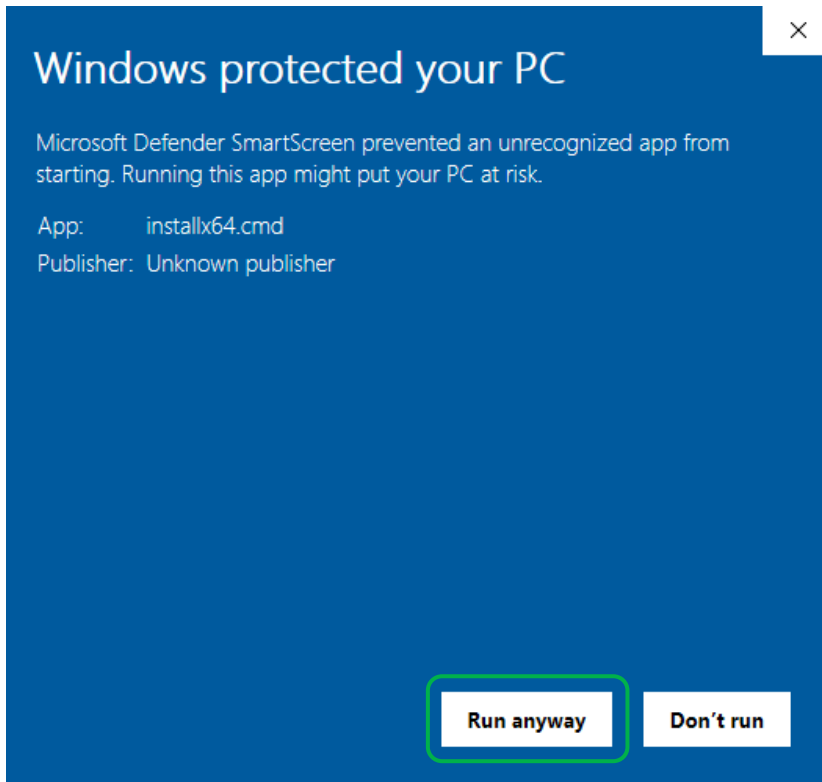 Windows protected your PC
Microsoft Defender SmartScreen prevented an unrecognized app from
starting. Running this app might put your PC at risk.
App: installx64.cmd
Publisher: Unknown publisher
Run anyway Don't run